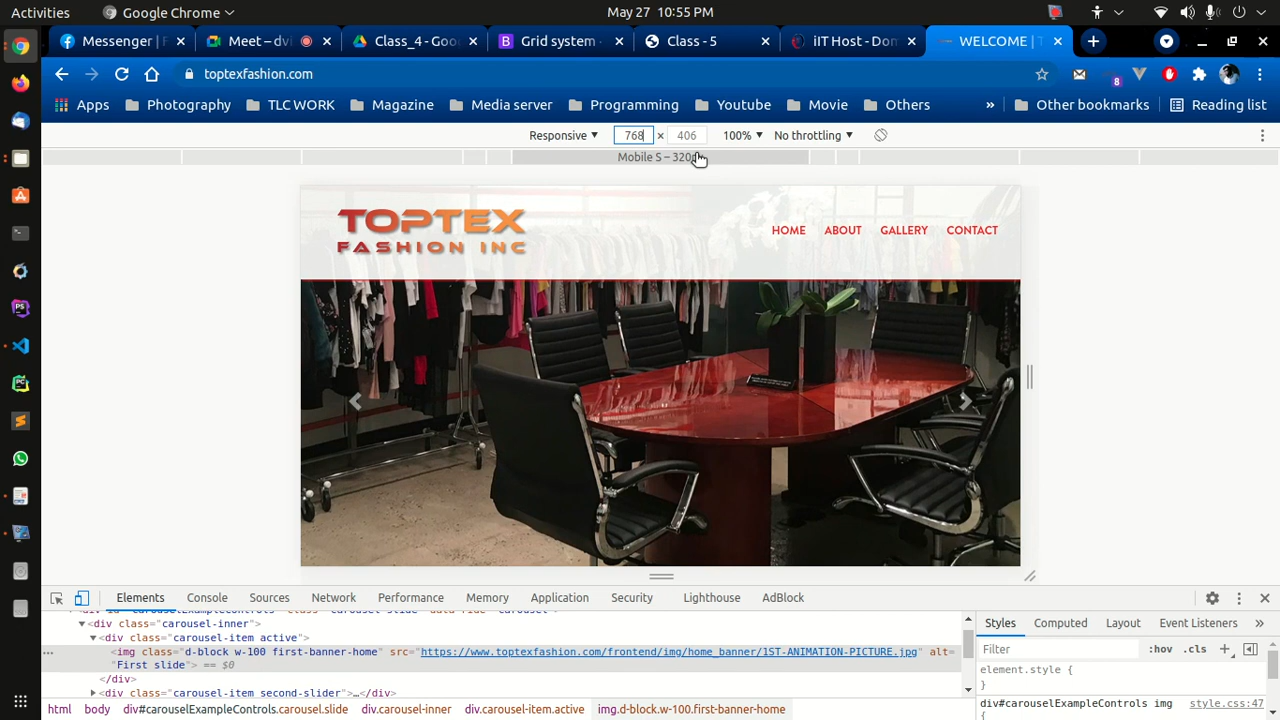 Activities
Google Chrome
May 27 10:55 PM
Messenger | F
Meet – dvi
Class_4 - Goo
Grid system
Class - 5
iIT Host - Dom
WELCOME | T
toptexfashion.com
8
Apps
Photography
TLC WORK
Magazine
Media server
Programming
Youtube
Movie
Others
»
Other bookmarks
Reading list
Responsive
768 × 406
100%
No throttling
Mobile S – 320p
TOPTEX
FASHION INC
HOME
ABOUT
GALLERY
CONTACT
Elements
Console
Sources
Network
Performance
Memory
Application
Security
Lighthouse
AdBlock
<div class="carousel-inner">
<div class="carousel-item active">
<img class="d-block w-100 first-banner-home" src="https://www.toptexfashion.com/frontend/img/home_banner/1ST-ANIMATION-PICTURE.jpg" alt=
"First slide"> == $0
</div>
<div class="carousel-item second-slider">…</div>
html
body
div#carouselExampleControls.carousel.slide
div.carousel-inner
div.carousel-item.active
img.d-block.w-100.first-banner-home
Styles
Computed
Layout
Event Listeners
»
Filter
:hov
.cls
element.style {
}
div#carouselExampleControls img
style.css:47
{